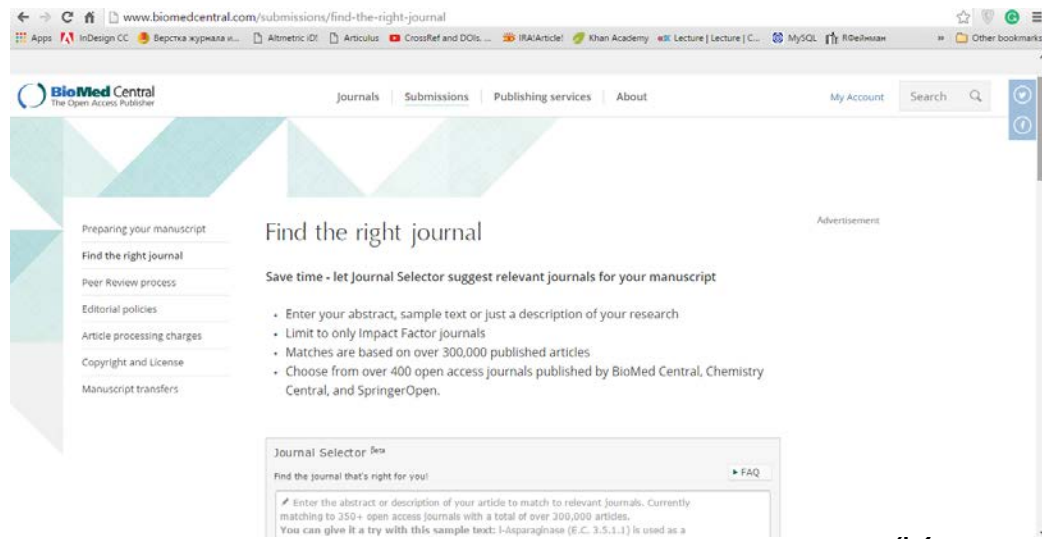 www.biomedcentral.com/submissions/find-the-right-journal
Apps InDesign CC Верстка журнала и... Altmetric iD! Articulus CrossRef and DOIs. ... IRA!Article! Khan Academy Lecture | Lecture | C... MySQL ЯФейнман » Other bookmarks
BioMed Central
The Open Access Publisher
Journals Submissions Publishing services About My Account Search
Advertisement
Preparing your manuscript
Find the right journal
Peer Review process
Editorial policies
Article processing charges
Copyright and License
Manuscript transfers
Find the right journal
Save time - let Journal Selector suggest relevant journals for your manuscript
• Enter your abstract, sample text or just a description of your research
• Limit to only Impact Factor journals
• Matches are based on over 300,000 published articles
• Choose from over 400 open access journals published by BioMed Central, Chemistry
Central, and SpringerOpen.
Journal Selector Beta
Find the journal that's right for you!
► FAQ
Enter the abstract or description of your article to match to relevant journals. Currently
matching to 350+ open access journals with a total of over 300,000 articles.
You can give it a try with this sample text: l-Asparaginase (E.C. 3.5.1.1) is used as a